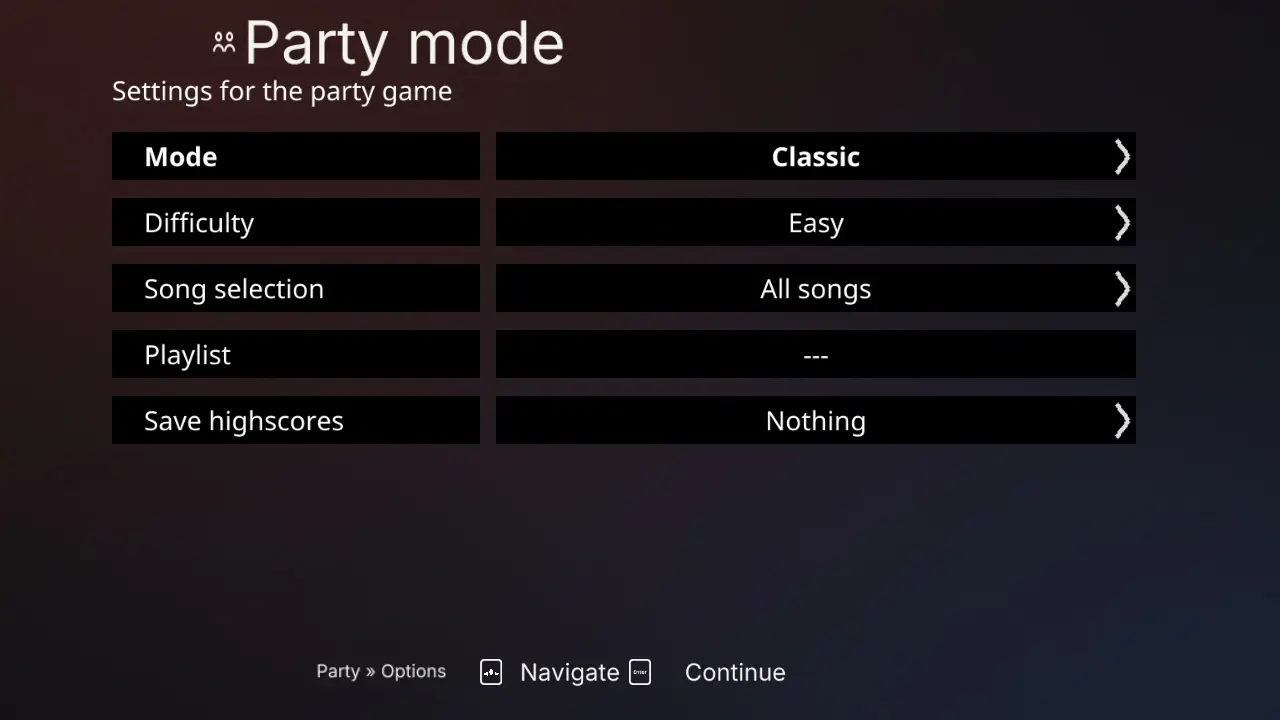 Party mode
Settings for the party game
Mode Classic
Difficulty Easy
Song selection All songs
Playlist ---
Save highscores Nothing
Party » Options Navigate Enter Continue